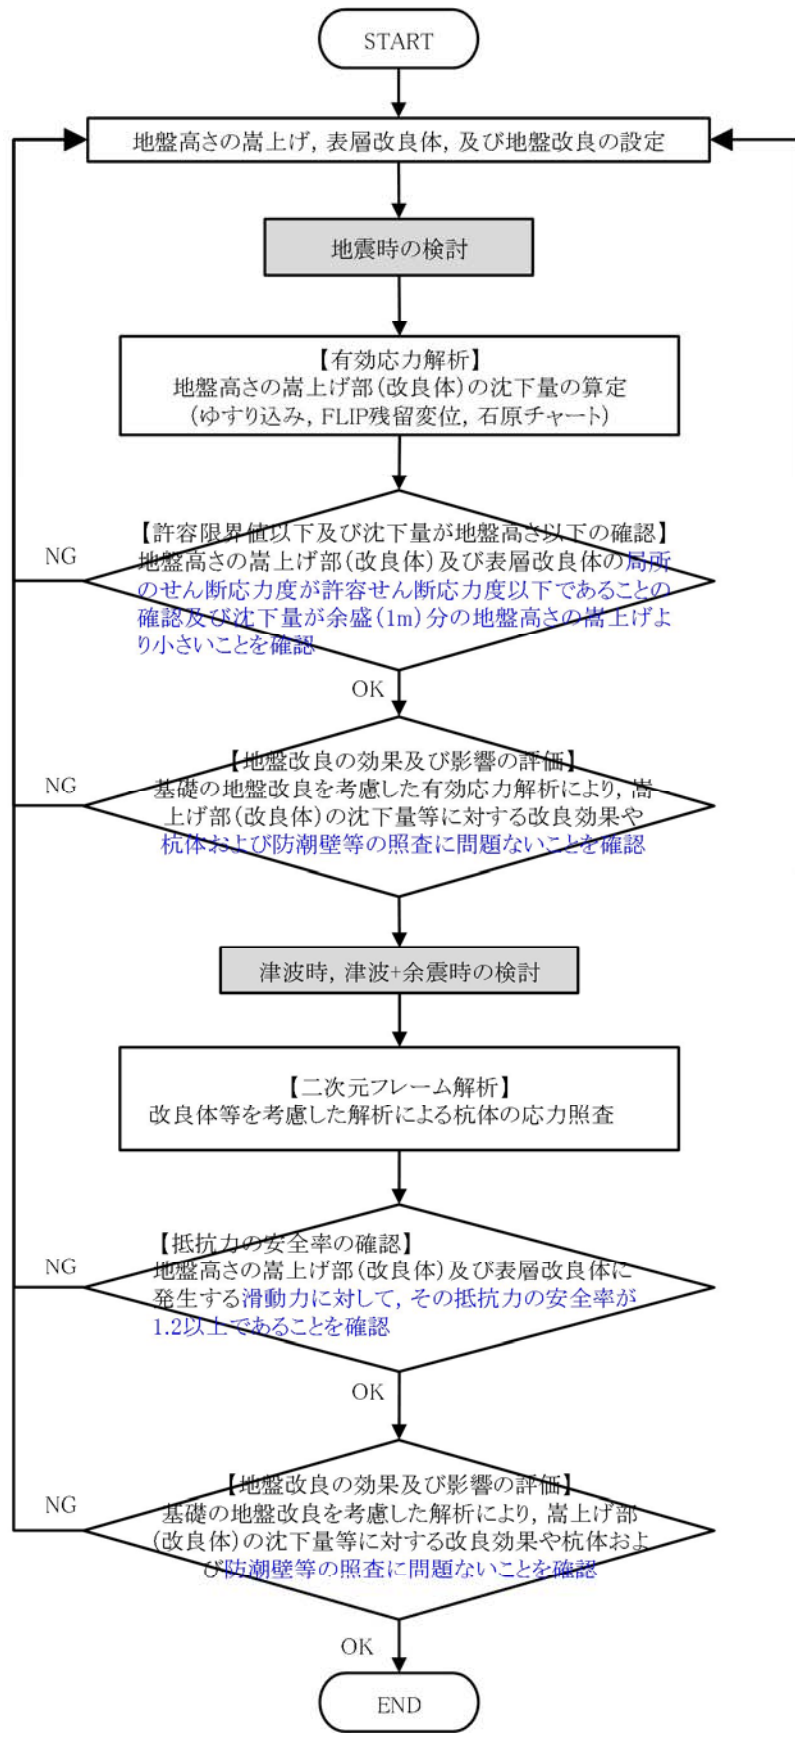 START
地盤高さの嵩上げ, 表層改良体, 及び地盤改良の設定
地震時の検討
【有効応力解析】
地盤高さの嵩上げ部(改良体)の沈下量の算定
(ゆすり込み, FLIP残留変位, 石原チャート)
【許容限界値以下及び沈下量が地盤高さ以下の確認】
NG
地盤高さの嵩上げ部(改良体)及び表層改良体の局所
のせん断応力度が許容せん断応力度以下であることの
確認及び沈下量が余盛(1m)分の地盤高さの嵩上げよ
り小さいことを確認
OK
【地盤改良の効果及び影響の評価】
NG
基礎の地盤改良を考慮した有効応力解析により, 嵩
上げ部(改良体)の沈下量等に対する改良効果や
杭体および防潮壁等の照査に問題ないことを確認
津波時, 津波+余震時の検討
【二次元フレーム解析】
改良体等を考慮した解析による杭体の応力照査
【抵抗力の安全率の確認】
NG
地盤高さの嵩上げ部(改良体)及び表層改良体に
発生する滑動力に対して, その抵抗力の安全率が
1.2以上であることを確認
OK
【地盤改良の効果及び影響の評価】
NG
基礎の地盤改良を考慮した解析により, 嵩上げ部
(改良体)の沈下量等に対する改良効果や杭体およ
び防潮壁等の照査に問題ないことを確認
OK
END